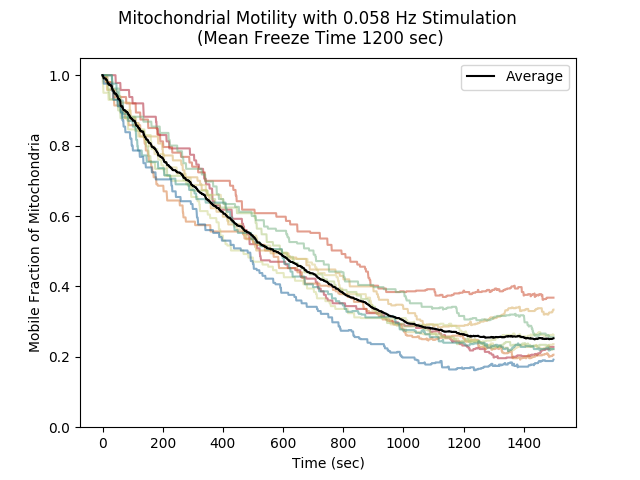 Mitochondrial Motility with 0.058 Hz Stimulation
(Mean Freeze Time 1200 sec)
Average
1.0
0.8
0.6
0.4
0.2
0.0
Mobile Fraction of Mitochondria
0 200 400 600 800 1000 1200 1400
Time (sec)